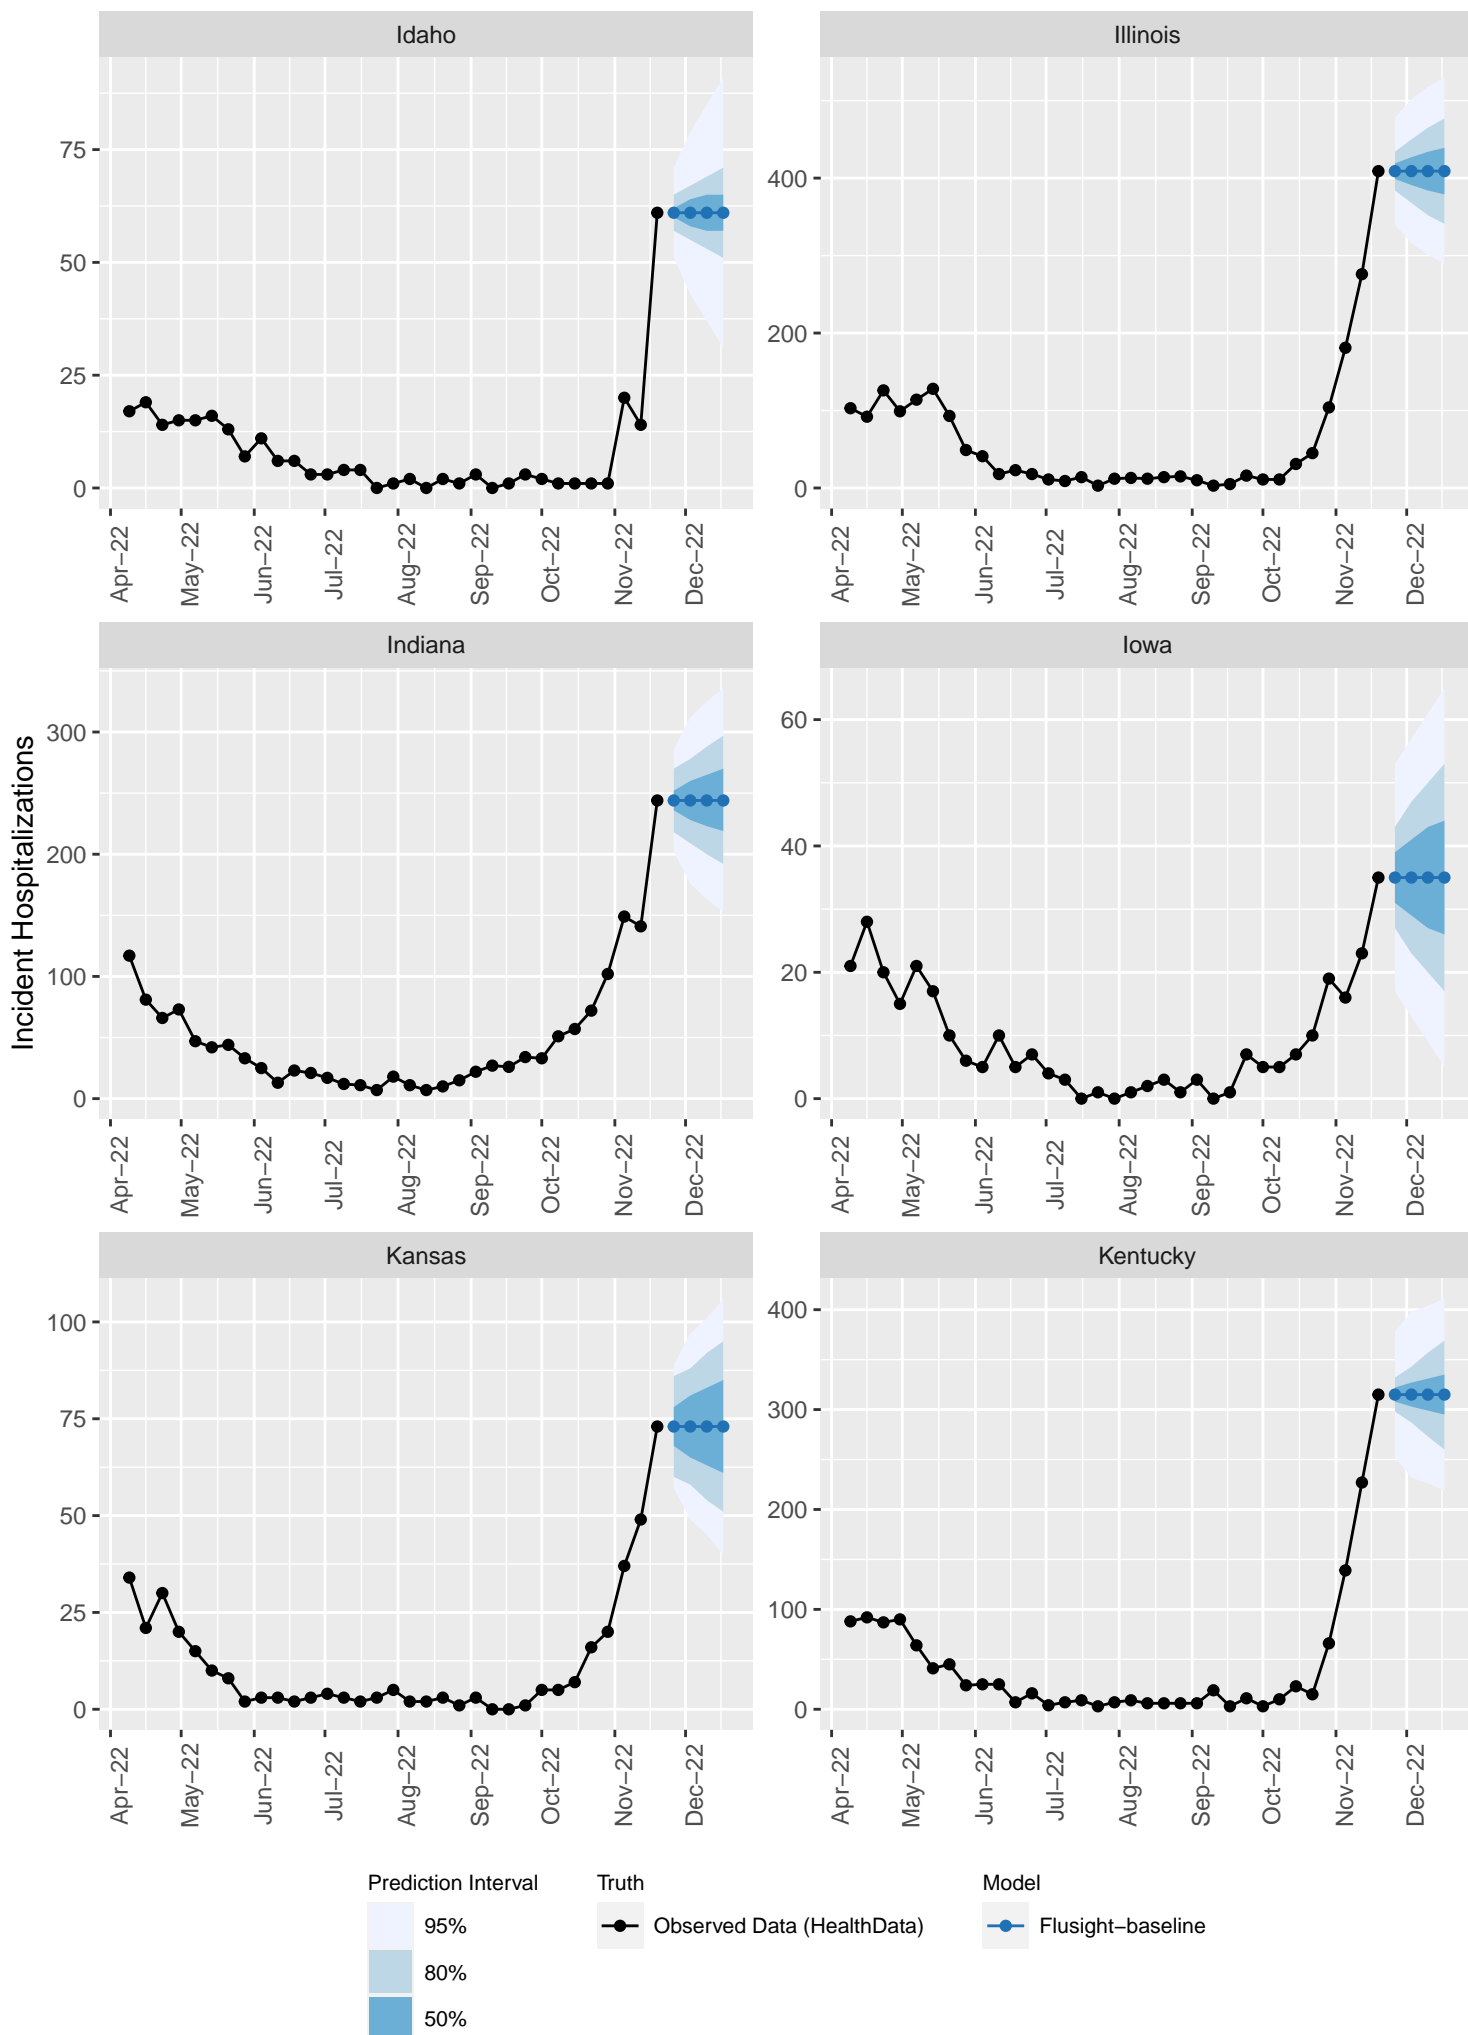 Idaho
Illinois
75
50
25
0
400
200
0
Apr−22
May−22
Jun−22
Jul−22
Aug−22
Sep−22
Oct−22
Nov−22
Dec−22
Apr−22
May−22
Jun−22
Jul−22
Aug−22
Sep−22
Oct−22
Nov−22
Dec−22
Incident Hospitalizations
Indiana
Iowa
300
200
100
0
60
40
20
0
Apr−22
May−22
Jun−22
Jul−22
Aug−22
Sep−22
Oct−22
Nov−22
Dec−22
Apr−22
May−22
Jun−22
Jul−22
Aug−22
Sep−22
Oct−22
Nov−22
Dec−22
Kansas
Kentucky
100
75
50
25
0
400
300
200
100
0
Apr−22
May−22
Jun−22
Jul−22
Aug−22
Sep−22
Oct−22
Nov−22
Dec−22
Apr−22
May−22
Jun−22
Jul−22
Aug−22
Sep−22
Oct−22
Nov−22
Dec−22
Prediction Interval
95%
80%
50%
Truth
Observed Data (HealthData)
Model
Flusight−baseline